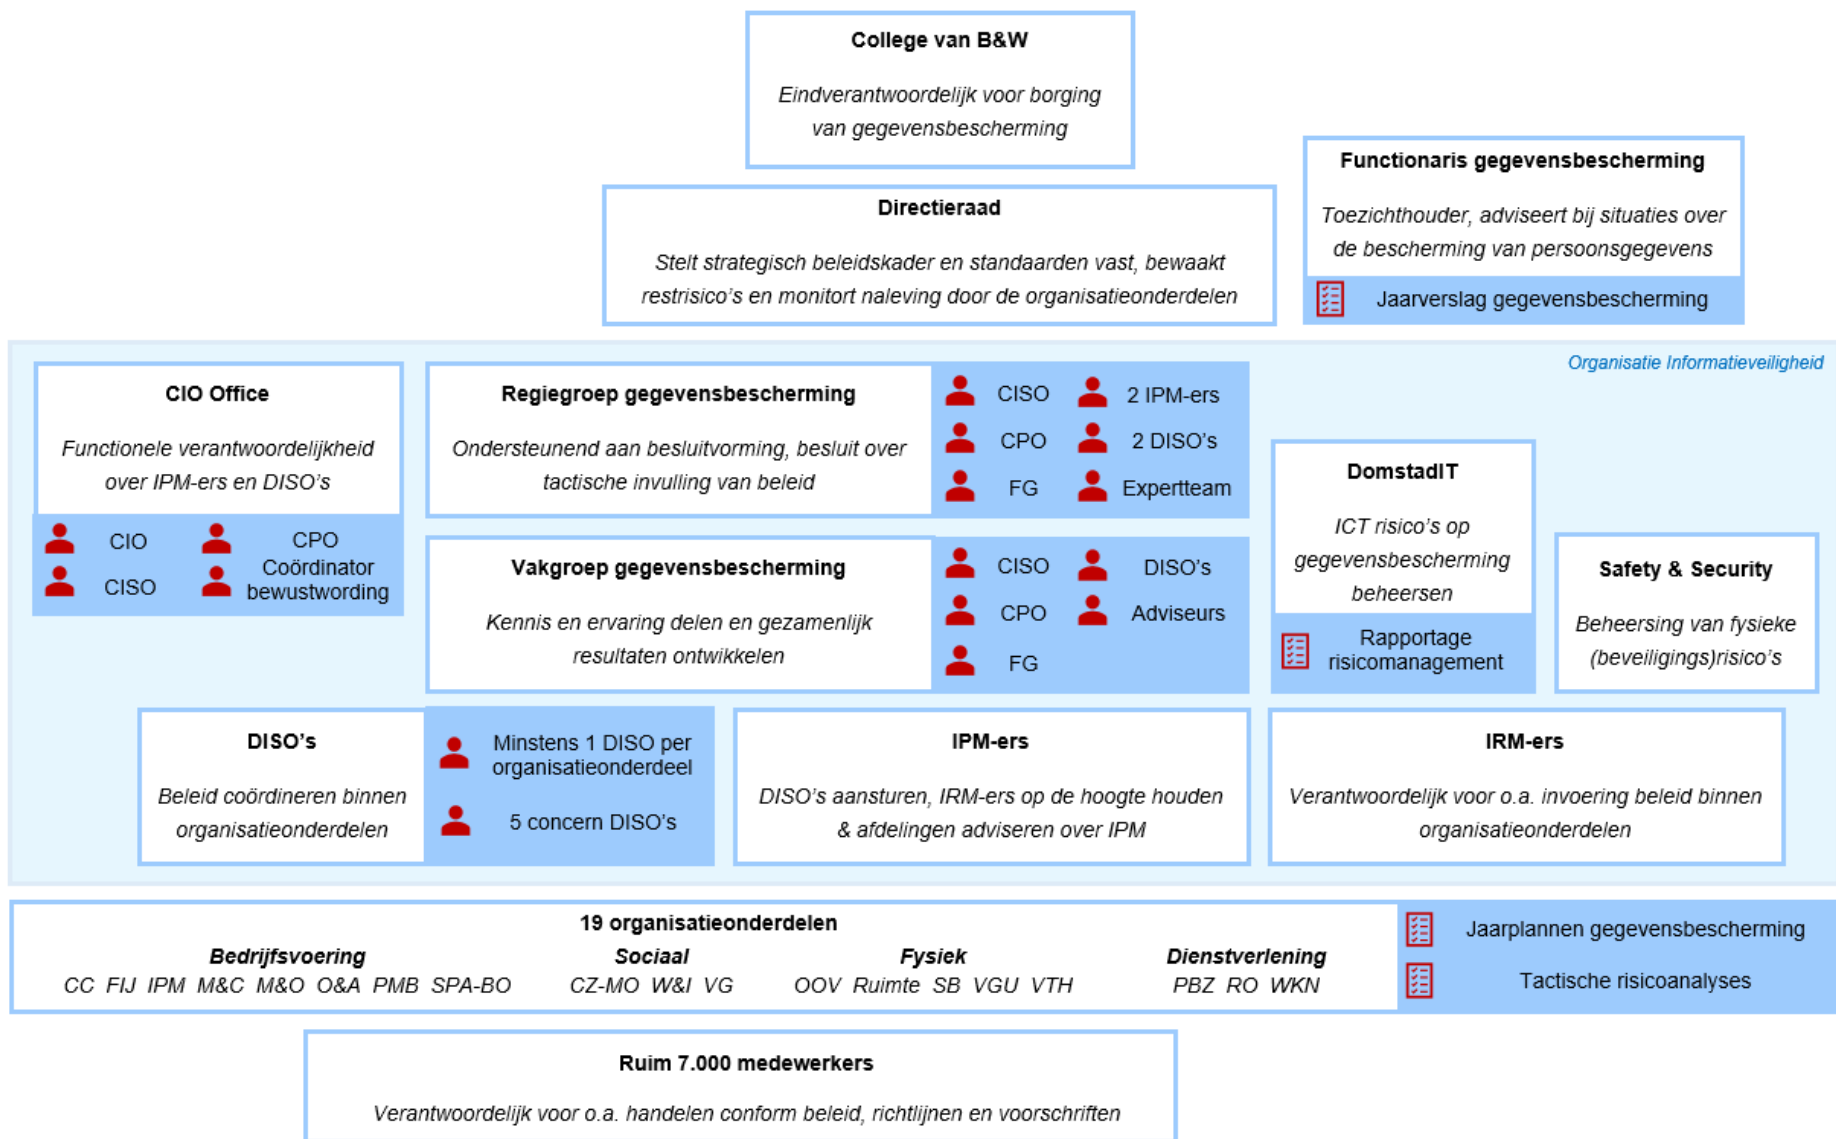 College van B&W
Eindverantwoordelijk voor borging
van gegevensbescherming
Functionaris gegevensbescherming
Toezichthouder, adviseert bij situaties over
de bescherming van persoonsgegevens
Jaarverslag gegevensbescherming
Directieraad
Stelt strategisch beleidskader en standaarden vast, bewaakt
restrisico's en monitort naleving door de organisatieonderdelen
Organisatie Informatieveiligheid
CIO Office
Functionele verantwoordelijkheid
over IPM-ers en DISO's
CIO
CISO
CPO
Coördinator
bewustwording
Regiegroep gegevensbescherming
Ondersteunend aan besluitvorming, besluit over
tactische invulling van beleid
CISO
2 IPM-ers
CPO
2 DISO's
FG
Expertteam
Vakgroep gegevensbescherming
Kennis en ervaring delen en gezamenlijk
resultaten ontwikkelen
CISO
DISO's
CPO
Adviseurs
FG
DomstadIT
ICT risico's op
gegevensbescherming
beheersen
Rapportage
risicomanagement
Safety & Security
Beheersing van fysieke
(beveiligings)risico's
DISO's
Beleid coördineren binnen
organisatieonderdelen
Minstens 1 DISO per
organisatieonderdeel
5 concern DISO's
IPM-ers
DISO's aansturen, IRM-ers op de hoogte houden
& afdelingen adviseren over IPM
IRM-ers
Verantwoordelijk voor o.a. invoering beleid binnen
organisatieonderdelen
19 organisatieonderdelen
Bedrijfsvoering
CC FIJ IPM M&C M&O O&A PMB SPA-BO
Sociaal
CZ-MO W&I VG
Fysiek
OOV Ruimte SB VGU VTH
Dienstverlening
PBZ RO WKN
Jaarplannen gegevensbescherming
Tactische risicoanalyses
Ruim 7.000 medewerkers
Verantwoordelijk voor o.a. handelen conform beleid, richtlijnen en voorschriften